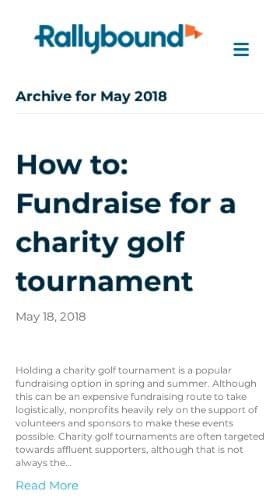 Rallybound
Archive for May 2018
How to:
Fundraise for a
charity golf
tournament
May 18, 2018
Holding a charity golf tournament is a popular
fundraising option in spring and summer. Although
this can be an expensive fundraising route to take
logistically, nonprofits heavily rely on the support of
volunteers and sponsors to make these events
possible. Charity golf tournaments are often targeted
towards affluent supporters, although that is not
always the...
Read More